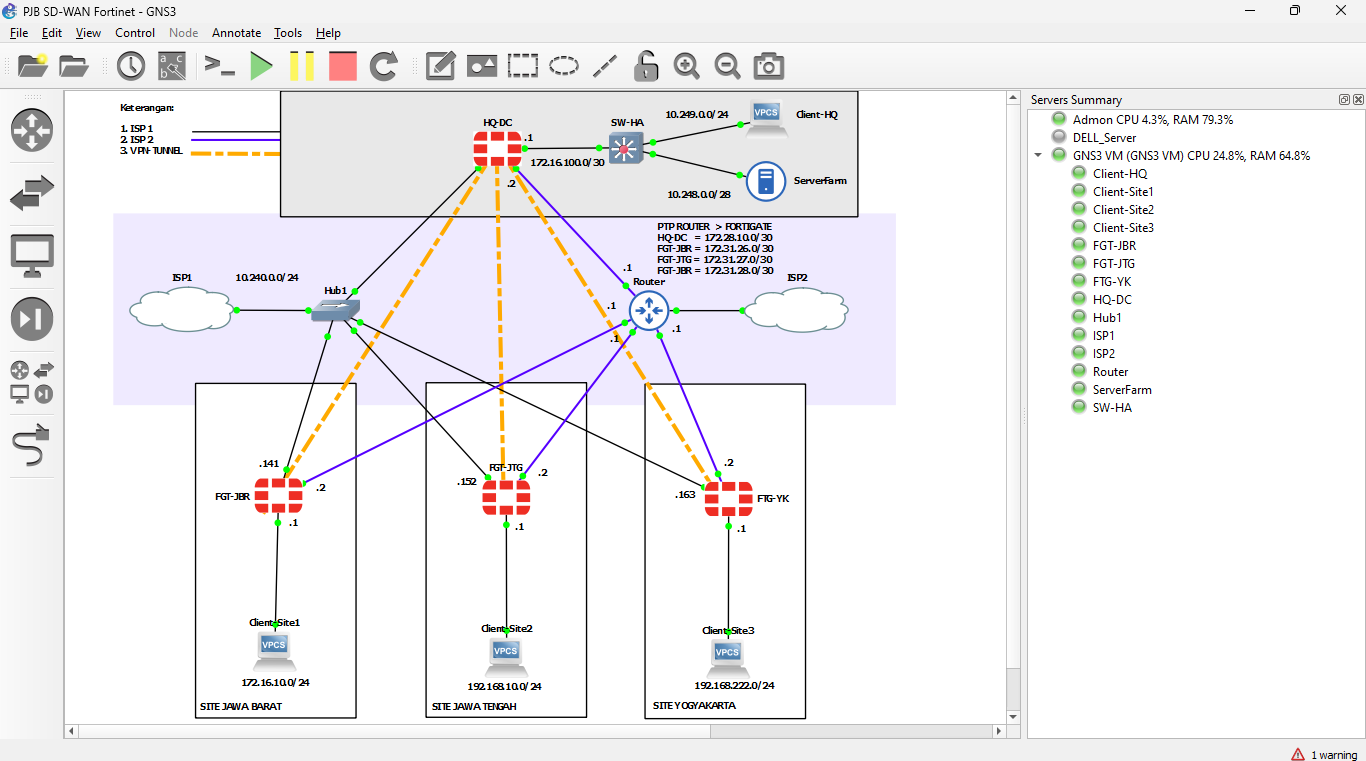 PJB SD-WAN Fortinet - GNS3
File Edit View Control Node Annotate Tools Help
Keterangan:
1. ISP 1
2. ISP 2
3. VPN-TUNNEL
HQ-DC
.1
.2
172.16.100.0/30
SW-HA
10.249.0.0/24
VPCS
Client-HQ
10.248.0.0/28
ServerFarm
PTP ROUTER > FORTIGATE
HQ-DC = 172.28.10.0/30
FGT-JBR = 172.31.26.0/30
FGT-JTG = 172.31.27.0/30
FGT-JBR = 172.31.28.0/30
ISP1
10.240.0.0/24
Hub1
.1
Router
.1
.1
.1
ISP2
.141
FGT-JBR
.2
.1
Client-Site1
VPCS
172.16.10.0/24
SITE JAWA BARAT
FGT-JTG
.152
.2
.1
Client-Site2
VPCS
192.168.10.0/24
SITE JAWA TENGAH
.2
.163
FTG-YK
.1
Client-Site3
VPCS
192.168.222.0/24
SITE YOGYAKARTA
Servers Summary
Admon CPU 4.3%, RAM 79.3%
DELL_Server
GNS3 VM (GNS3 VM) CPU 24.8%, RAM 64.8%
Client-HQ
Client-Site1
Client-Site2
Client-Site3
FGT-JBR
FGT-JTG
FTG-YK
HQ-DC
Hub1
ISP1
ISP2
Router
ServerFarm
SW-HA
1 warning